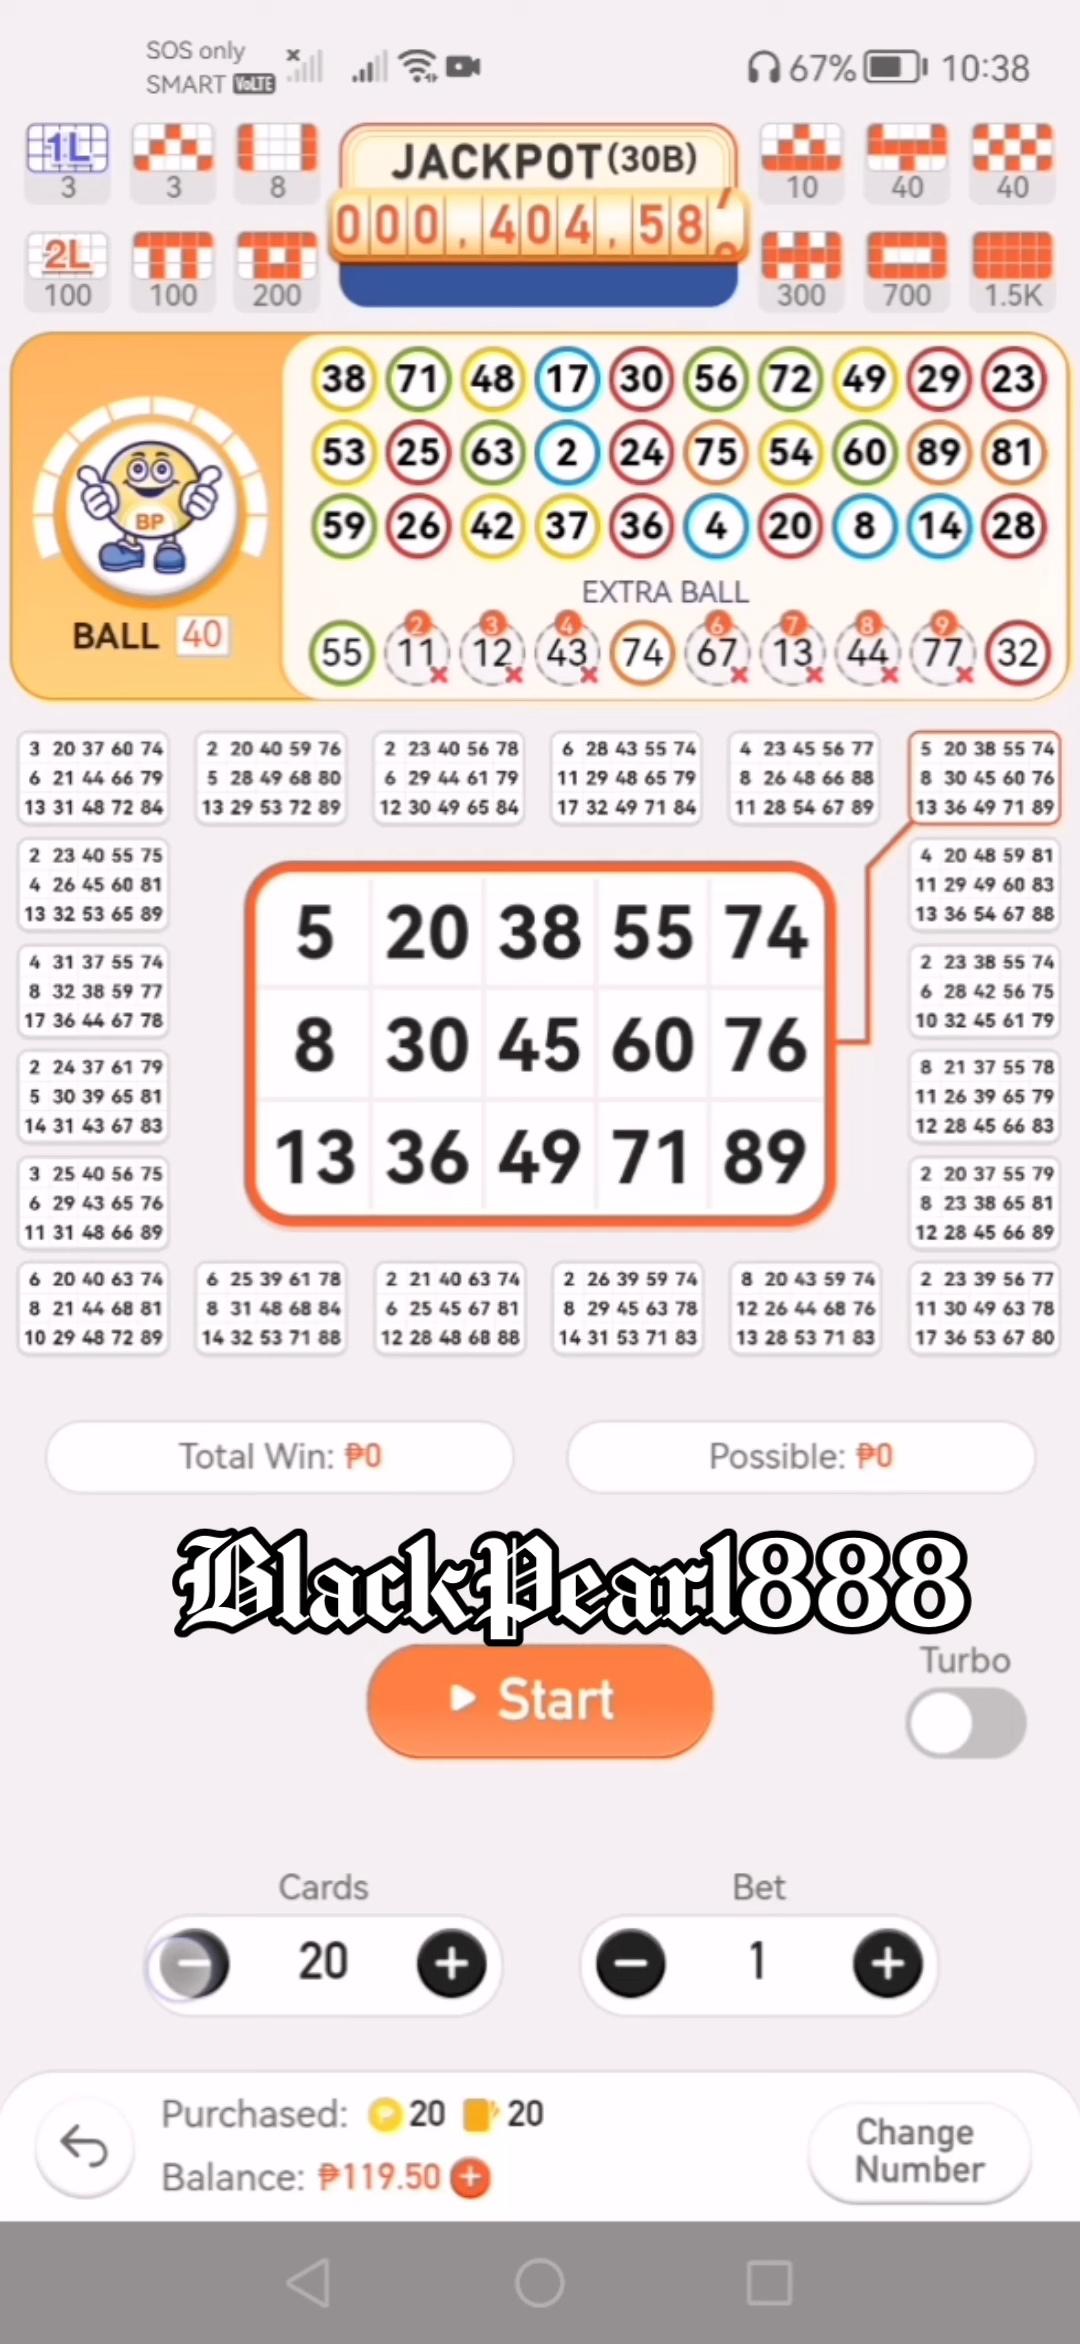 SOS only
SMART VoLTE
67% 10:38
1L 3 3 8
JACKPOT(30B)
000,404,58
10 40 40
2L 100 100 200
300 700 1.5K
38 71 48 17 30 56 72 49 29 23
53 25 63 2 24 75 54 60 89 81
59 26 42 37 36 4 20 8 14 28
EXTRA BALL
2 3 4 6 7 8 9
55 11 12 43 74 67 13 44 77 32
BP
BALL 40
3 20 37 60 74
6 21 44 66 79
13 31 48 72 84
2 20 40 59 76
5 28 49 68 80
13 29 53 72 89
2 23 40 56 78
6 29 44 61 79
12 30 49 65 84
6 28 43 55 74
11 29 48 65 79
17 32 49 71 84
4 23 45 56 77
8 26 48 66 88
11 28 54 67 89
5 20 38 55 74
8 30 45 60 76
13 36 49 71 89
2 23 40 55 75
4 26 45 60 81
13 32 53 65 89
4 31 37 55 74
8 32 38 59 77
17 36 44 67 78
2 24 37 61 79
5 30 39 65 81
14 31 43 67 83
3 25 40 56 75
6 29 43 65 76
11 31 48 66 89
5 20 38 55 74
8 30 45 60 76
13 36 49 71 89
4 20 48 59 81
11 29 49 60 83
13 36 54 67 88
2 23 38 55 74
6 28 42 56 75
10 32 45 61 79
8 21 37 55 78
11 26 39 65 79
12 28 45 66 83
2 20 37 55 79
8 23 38 65 81
12 28 45 66 89
6 20 40 63 74
8 21 44 68 81
10 29 48 72 89
6 25 39 61 78
8 31 48 68 84
14 32 53 71 88
2 21 40 63 74
6 25 45 67 81
12 28 48 68 88
2 26 39 59 74
8 29 45 63 78
14 31 53 71 83
8 20 43 59 74
12 26 44 68 76
13 28 53 71 83
2 23 39 56 77
11 30 49 63 78
17 36 53 67 80
Total Win: ₱0
Possible: ₱0
BlackPearl888
Start
Turbo
Cards
20
Bet
1
Purchased: 20 20
Balance: ₱119.50
Change
Number